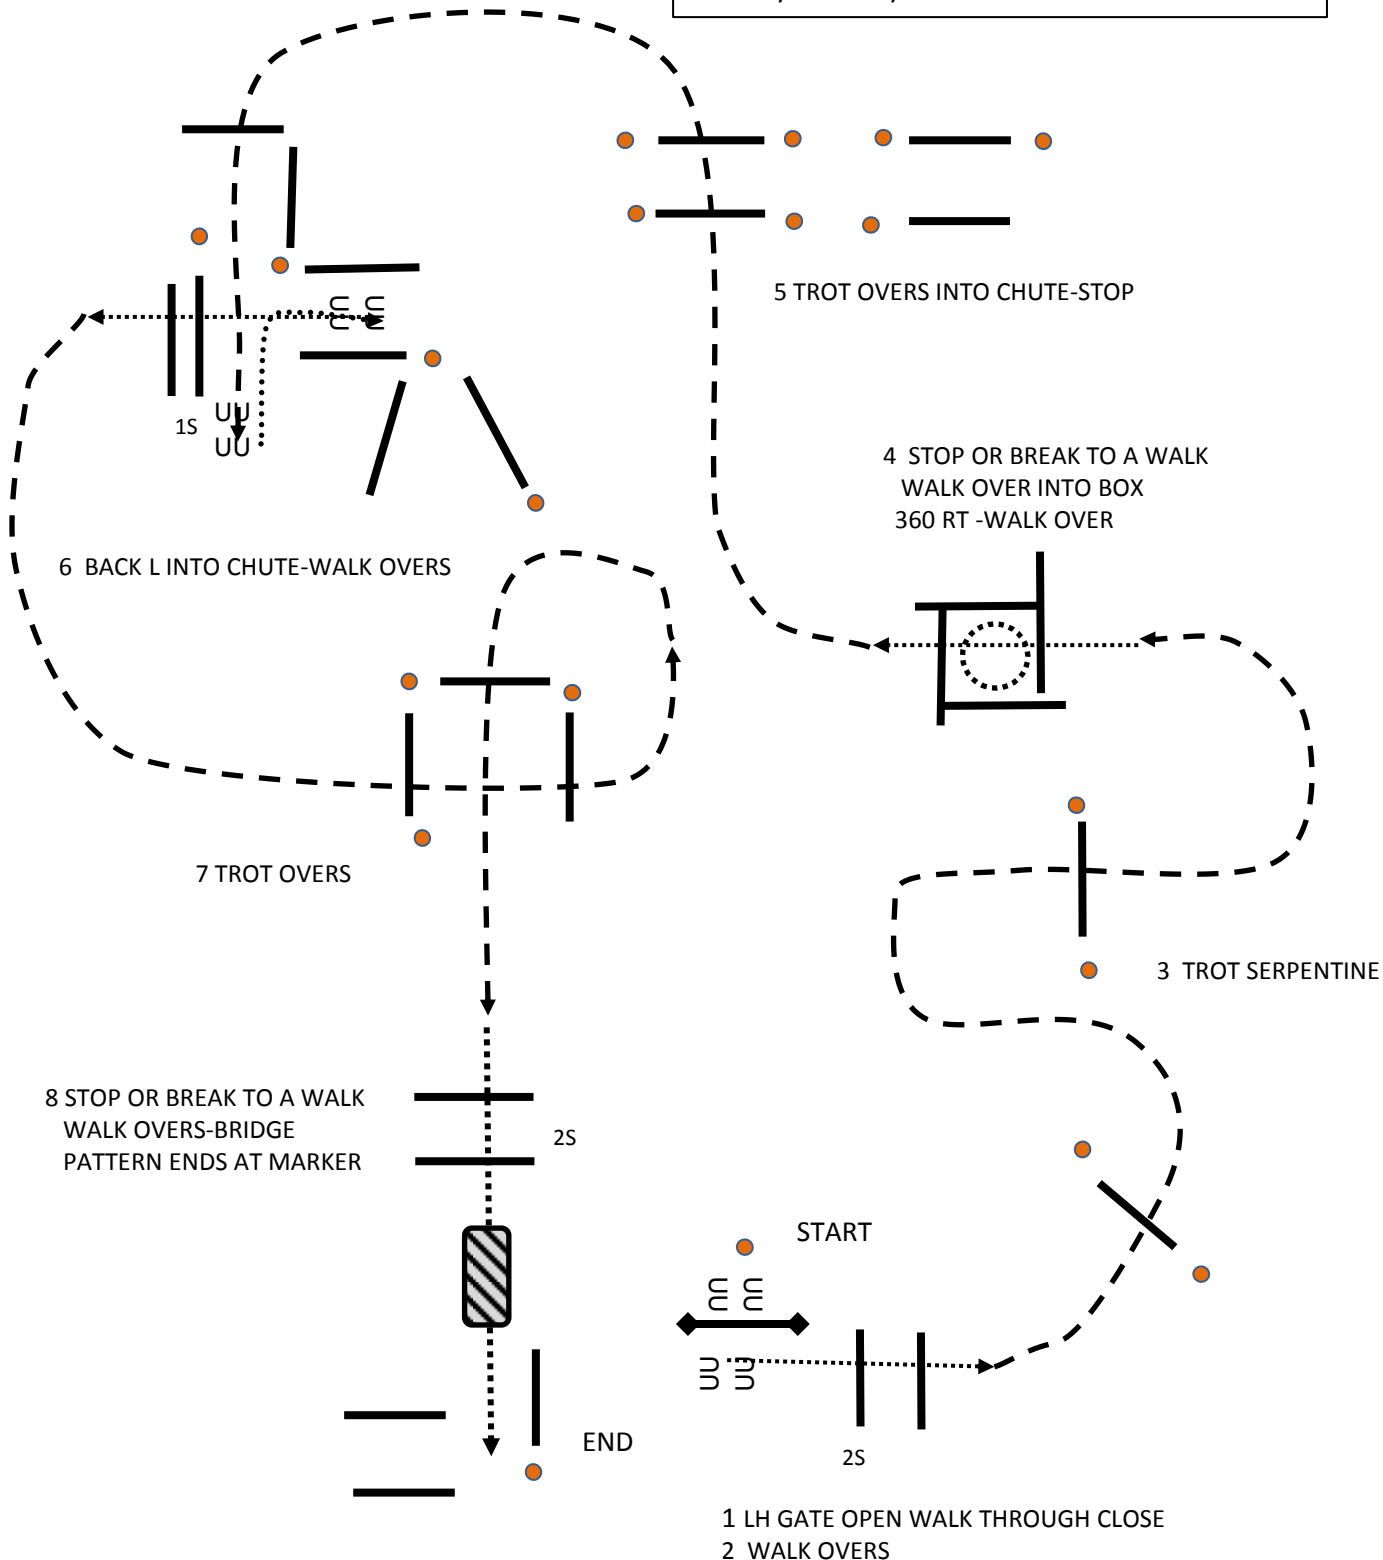 5 TROT OVERS INTO CHUTE-STOP
1S
4 STOP OR BREAK TO A WALK
WALK OVER INTO BOX
360 RT -WALK OVER
6 BACK L INTO CHUTE-WALK OVERS
7 TROT OVERS
3 TROT SERPENTINE
8 STOP OR BREAK TO A WALK
WALK OVERS-BRIDGE
PATTERN ENDS AT MARKER
2S
START
END
2S
1 LH GATE OPEN WALK THROUGH CLOSE
2 WALK OVERS